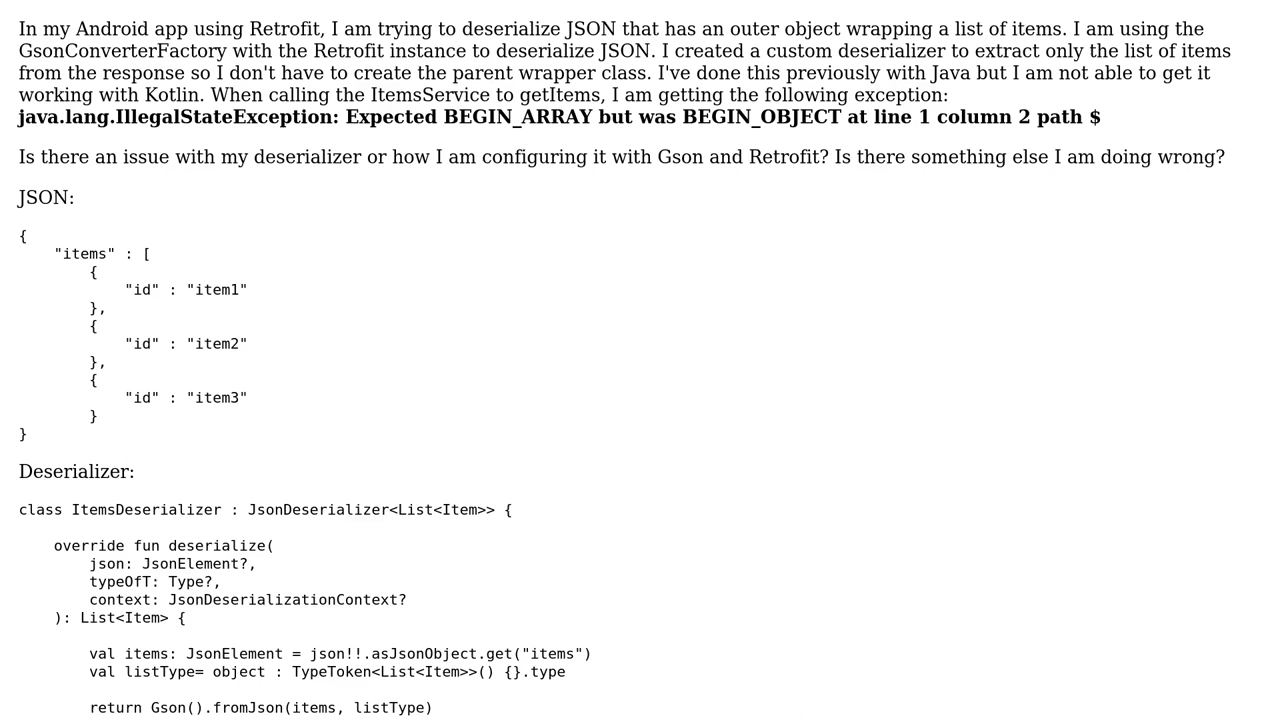 In my Android app using Retrofit, I am trying to deserialize JSON that has an outer object wrapping a list of items. I am using the
GsonConverterFactory with the Retrofit instance to deserialize JSON. I created a custom deserializer to extract only the list of items
from the response so I don't have to create the parent wrapper class. I've done this previously with Java but I am not able to get it
working with Kotlin. When calling the ItemsService to getItems, I am getting the following exception:
java.lang.IllegalStateException: Expected BEGIN_ARRAY but was BEGIN_OBJECT at line 1 column 2 path $
Is there an issue with my deserializer or how I am configuring it with Gson and Retrofit? Is there something else I am doing wrong?
JSON:
{
    "items" : [
        {
            "id" : "item1"
        },
        {
            "id" : "item2"
        },
        {
            "id" : "item3"
        }
}
Deserializer:
class ItemsDeserializer : JsonDeserializer<List<Item>> {
    override fun deserialize(
        json: JsonElement?,
        typeOfT: Type?,
        context: JsonDeserializationContext?
    ): List<Item> {
        val items: JsonElement = json!!.asJsonObject.get("items")
        val listType= object : TypeToken<List<Item>>() {}.type
        return Gson().fromJson(items, listType)